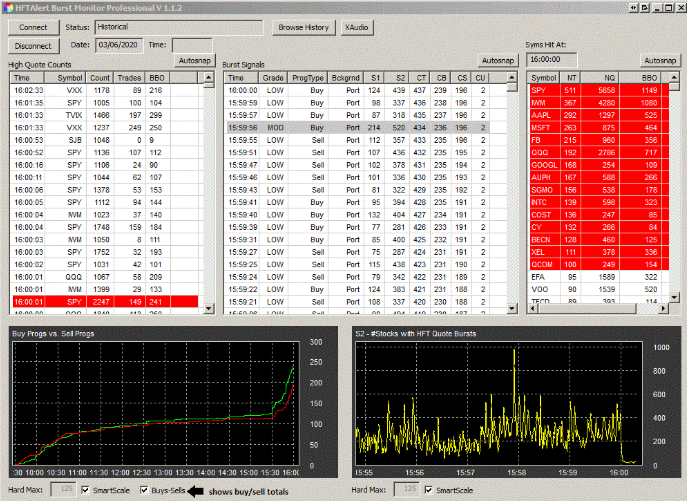 HFTAlert Burst Monitor Professional V 1.1.2
Connect Status: Historical Browse History XAudio
Disconnect Date: 03/06/2020 Time: Syms Hit At:
Autosnap Autosnap 16:00:00 Autosnap
High Quote Counts Burst Signals
Time Symbol Count Trades BBO
16:02:33 VXX 1178 89 216
16:01:35 SPY 1005 100 104
16:01:33 TVIX 1466 197 299
16:01:33 VXX 1237 249 250
16:00:53 SJB 1048 0 9
16:00:52 SPY 1136 107 112
16:00:16 SPY 1106 24 90
16:00:11 SPY 1044 62 107
16:00:06 SPY 1378 53 153
16:00:05 SPY 1112 94 144
16:00:04 IWM 1023 37 140
16:00:04 SPY 1748 159 184
16:00:03 IWM 1050 8 111
16:00:03 SPY 1752 32 193
16:00:02 SPY 1031 42 101
16:00:01 QQQ 1067 58 209
16:00:01 IWM 1399 29 133
16:00:01 SPY 2247 149 241
Time Grade ProgType Bckgrnd S1 S2 CT CB CS CU
16:00:00 LOW Buy Port 124 439 437 239 196 2
15:59:59 LOW Buy Port 98 337 436 238 196 2
15:59:58 LOW Buy Port 87 398 435 237 196 2
15:59:56 MOD Buy Port 214 520 434 236 196 2
15:59:55 LOW Sell Port 112 357 433 235 196 2
15:59:51 LOW Sell Port 107 436 432 235 195 2
15:59:47 LOW Sell Port 102 378 431 235 194 2
15:59:46 LOW Sell Port 101 336 430 235 193 2
15:59:43 LOW Sell Port 81 322 429 235 192 2
15:59:41 LOW Buy Port 95 394 428 235 191 2
15:59:40 LOW Buy Port 132 404 427 234 191 2
15:59:39 LOW Sell Port 77 281 426 233 191 2
15:59:31 LOW Buy Port 85 400 425 233 190 2
15:59:25 LOW Sell Port 115 438 423 231 190 2
15:59:24 LOW Sell Port 79 342 422 231 189 2
15:59:22 LOW Buy Port 124 383 421 231 188 2
15:59:21 LOW Sell Port 108 337 420 230 188 2
Symbol NT NQ BBO
SPY 511 5658 1149
IWM 367 4280 1080
AAPL 292 1297 525
MSFT 263 875 464
FB 215 960 356
QQQ 192 2786 717
GOOGL 168 254 109
AUPH 167 588 266
SGMO 156 538 178
INTC 139 598 323
COST 136 247 85
CY 132 266 84
BECN 128 460 125
XEL 111 378 336
QCOM 100 249 154
EFA 95 1589 322
VOO 90 1539 520
Buy Progs vs. Sell Progs
300
250
200
150
100
50
0
30 10:00 10:30 11:00 11:30 12:00 12:30 13:00 13:30 14:00 14:30 15:00 15:30 16:00
Hard Max: 125 SmartScale Buys-Sells shows buy/sell totals
S2 - #Stocks with HFT Quote Bursts
1000
800
600
400
200
0
15:55 15:56 15:57 15:58 15:59 16:00
Hard Max: 125 SmartScale